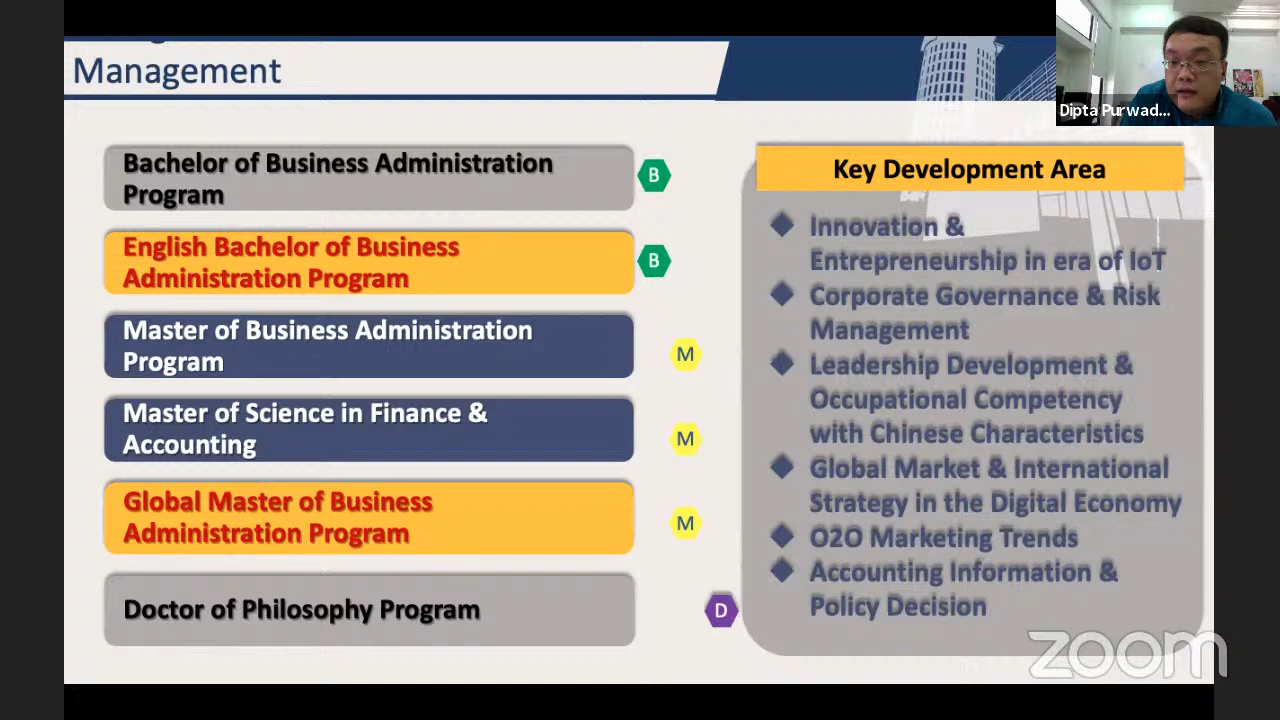 Management
Dipta Purwad...
Bachelor of Business Administration
Program
B
English Bachelor of Business
Administration Program
B
Master of Business Administration
Program
M
Master of Science in Finance &
Accounting
M
Global Master of Business
Administration Program
M
Doctor of Philosophy Program
D
Key Development Area
Innovation &
Entrepreneurship in era of IoT
Corporate Governance & Risk
Management
Leadership Development &
Occupational Competency
with Chinese Characteristics
Global Market & International
Strategy in the Digital Economy
O2O Marketing Trends
Accounting Information &
Policy Decision
zoom